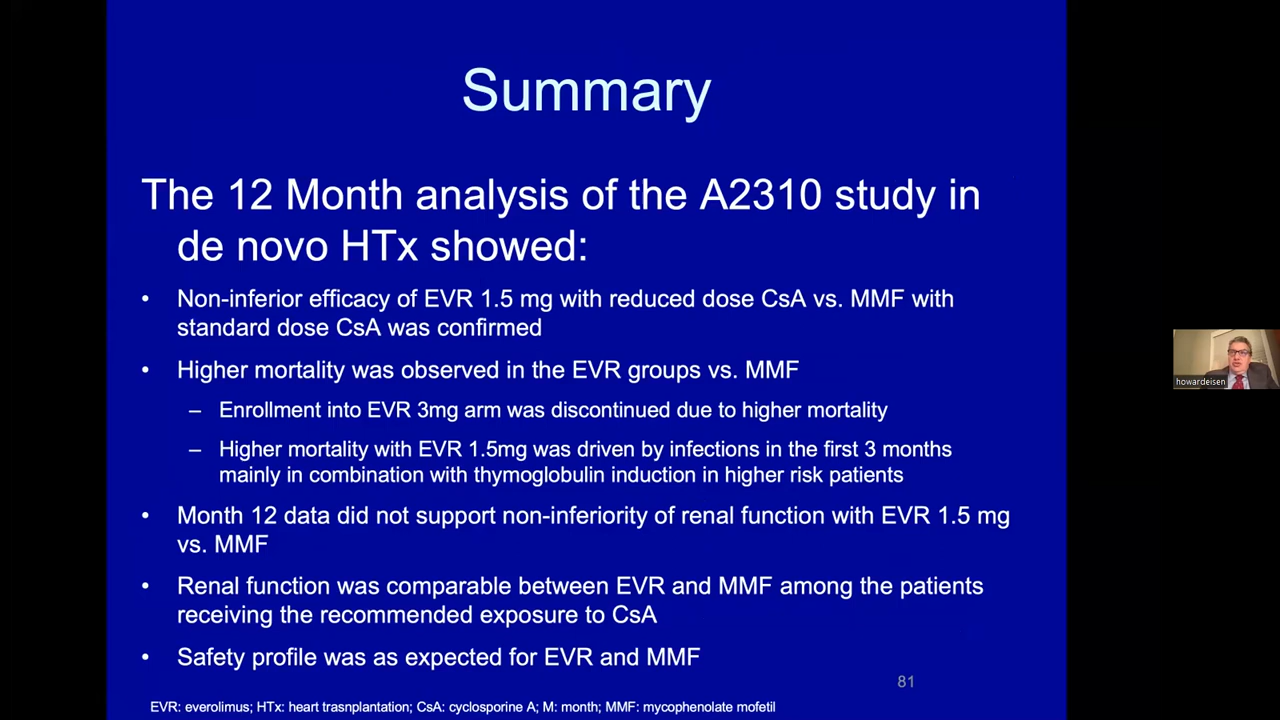 Summary
The 12 Month analysis of the A2310 study in
de novo HTx showed:
• Non-inferior efficacy of EVR 1.5 mg with reduced dose CsA vs. MMF with
standard dose CsA was confirmed
• Higher mortality was observed in the EVR groups vs. MMF
– Enrollment into EVR 3mg arm was discontinued due to higher mortality
– Higher mortality with EVR 1.5mg was driven by infections in the first 3 months
mainly in combination with thymoglobulin induction in higher risk patients
• Month 12 data did not support non-inferiority of renal function with EVR 1.5 mg
vs. MMF
• Renal function was comparable between EVR and MMF among the patients
receiving the recommended exposure to CsA
• Safety profile was as expected for EVR and MMF
81
EVR: everolimus; HTx: heart trasnplantation; CsA: cyclosporine A; M: month; MMF: mycophenolate mofetil
howardeisen